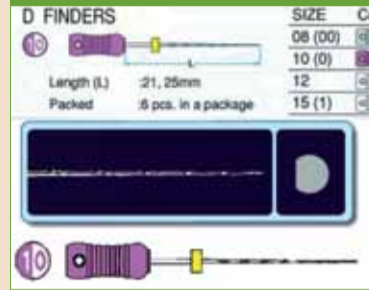 D FINDERS
10
L
Length (L) :21, 25mm
Packed :6 pcs. in a package
SIZE
08 (00)
10 (0)
12
15 (1)
10